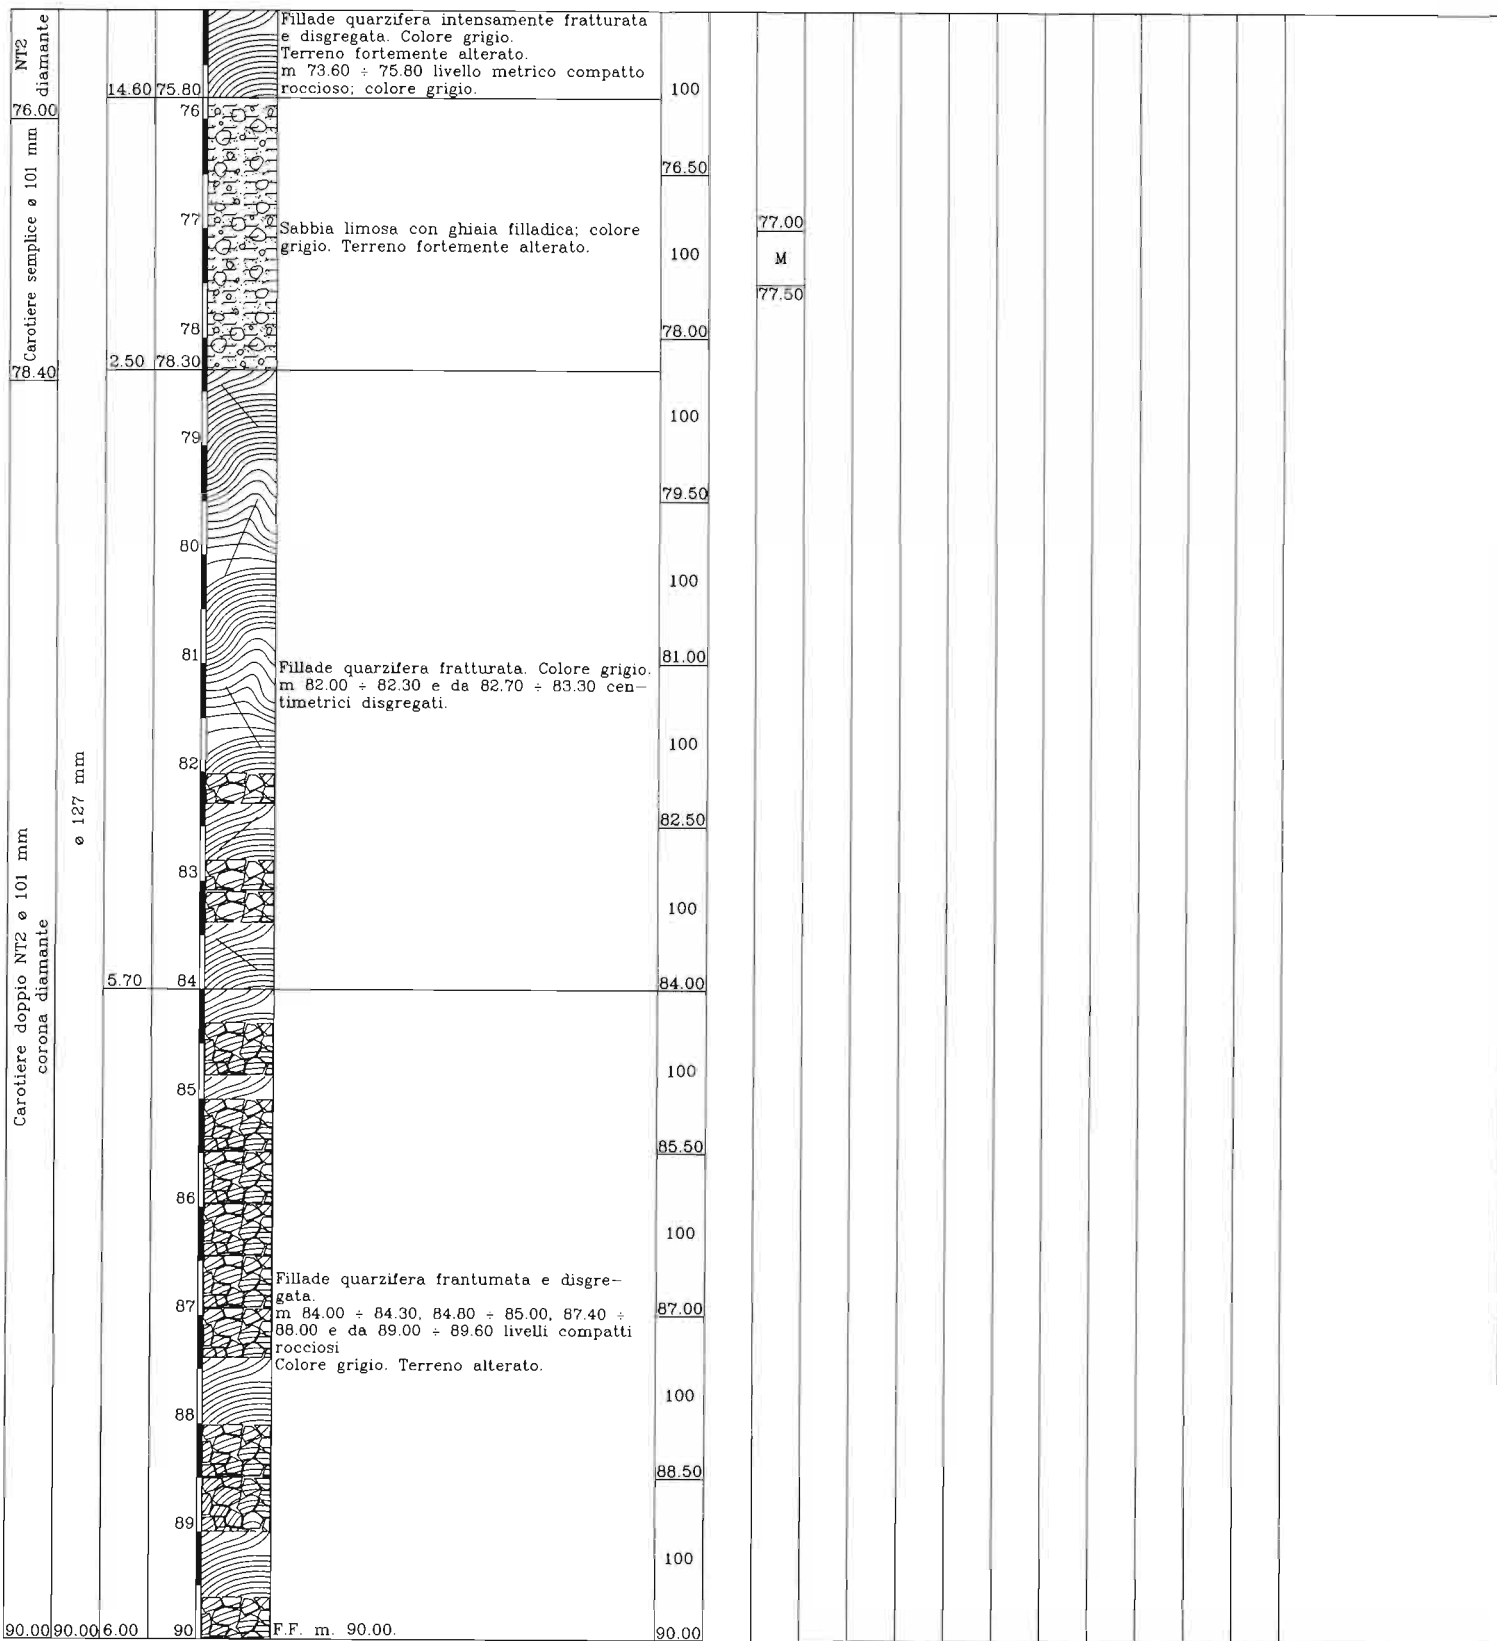 NT2
diamante
76.00
Carotiere semplice ø 101 mm
78.40
Carotiere doppio NT2 ø 101 mm
corona diamante
90.00
ø 127 mm
90.00
14.60 75.80
2.50 78.30
5.70
6.00
76
77
78
79
80
81
82
83
84
85
86
87
88
89
90
Fillade quarzifera intensamente fratturata
e disgregata. Colore grigio.
Terreno fortemente alterato.
m 73.60 ÷ 75.80 livello metrico compatto
roccioso; colore grigio.
Sabbia limosa con ghiaia filladica; colore
grigio. Terreno fortemente alterato.
Fillade quarzifera fratturata. Colore grigio.
m 82.00 ÷ 82.30 e da 82.70 ÷ 83.30 cen-
timetrici disgregati.
Fillade quarzifera frantumata e disgre-
gata.
m 84.00 ÷ 84.30, 84.80 ÷ 85.00, 87.40 ÷
88.00 e da 89.00 ÷ 89.60 livelli compatti
rocciosi
Colore grigio. Terreno alterato.
F.F. m. 90.00.
100
76.50
100
78.00
100
79.50
100
81.00
100
82.50
100
84.00
100
85.50
100
87.00
100
88.50
100
90.00
77.00
M
77.50